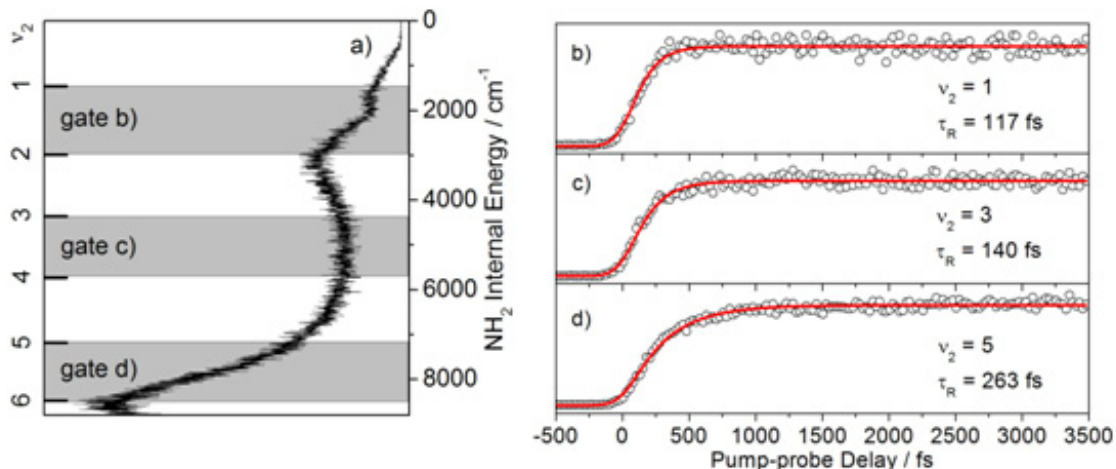 a)
ν₂
1
2
3
4
5
6
gate b)
gate c)
gate d)
0
2000
4000
6000
8000
NH₂ Internal Energy / cm⁻¹
b)
ν₂ = 1
τR = 117 fs
c)
ν₂ = 3
τR = 140 fs
d)
ν₂ = 5
τR = 263 fs
-500 0 500 1000 1500 2000 2500 3000 3500
Pump-probe Delay / fs